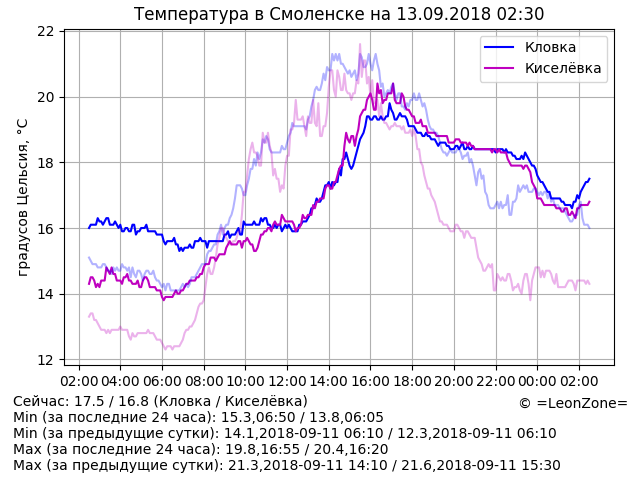 Температура в Смоленске на 13.09.2018 02:30
градусов Цельсия, °C
22
20
18
16
14
12
Кловка
Киселёвка
02:00 04:00 06:00 08:00 10:00 12:00 14:00 16:00 18:00 20:00 22:00 00:00 02:00
Сейчас: 17.5 / 16.8 (Кловка / Киселёвка)
© =LeonZone=
Min (за последние 24 часа): 15.3,06:50 / 13.8,06:05
Min (за предыдущие сутки): 14.1,2018-09-11 06:10 / 12.3,2018-09-11 06:10
Max (за последние 24 часа): 19.8,16:55 / 20.4,16:20
Max (за предыдущие сутки): 21.3,2018-09-11 14:10 / 21.6,2018-09-11 15:30